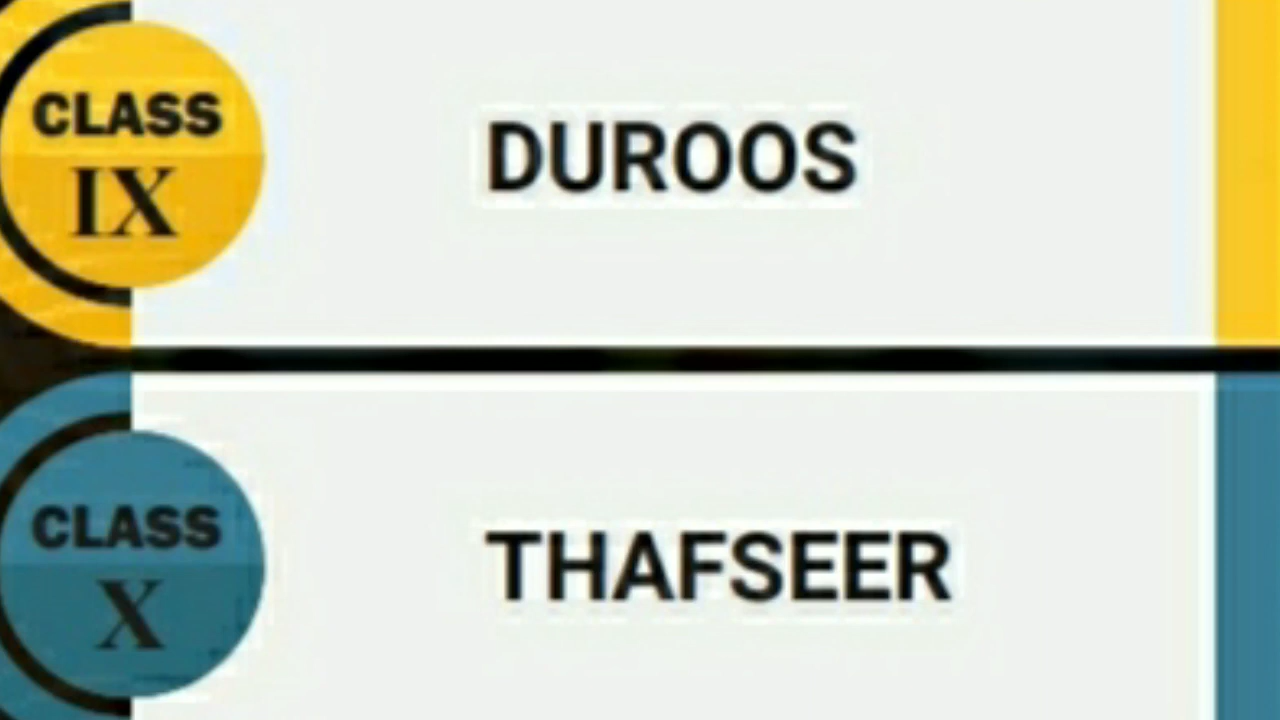 CLASS
IX
DUROOS
CLASS
X
THAFSEER